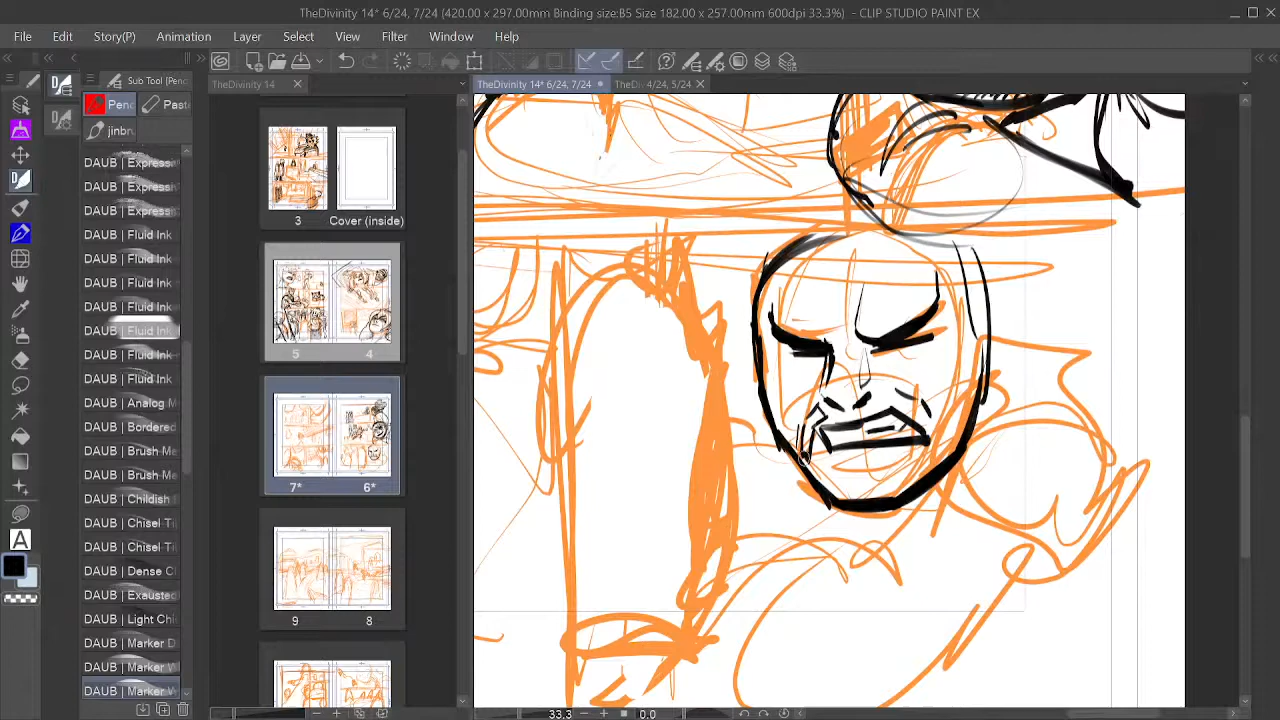 TheDivinity 14* 6/24, 7/24 (420.00 x 297.00mm Binding size:B5 Size 182.00 x 257.00mm 600dpi 33.3%) - CLIP STUDIO PAINT EX
File Edit Story(P) Animation Layer Select View Filter Window Help
Sub Tool [Penc
TheDivinity 14
TheDivinity 14* 6/24, 7/24
TheDi 4/24, 5/24
Penc
Paste
jinbn.
DAUB | Express
DAUB | Express
DAUB | Express
DAUB | Fluid Ink
DAUB | Fluid Ink
DAUB | Fluid Ink
DAUB | Fluid Ink
DAUB | Fluid Ink
DAUB | Fluid Ink
DAUB | Fluid Ink
DAUB | Analog M
DAUB | Bordered
DAUB | Brush Me
DAUB | Brush Me
DAUB | Childish
DAUB | Chisel Ti
DAUB | Chisel Ti
DAUB | Dense C
DAUB | Exausted
DAUB | Light Chi
DAUB | Marker D
DAUB | Marker W
DAUB | Marker W
A
3 Cover (inside)
5 4
7* 6*
9 8
33.3
0.0